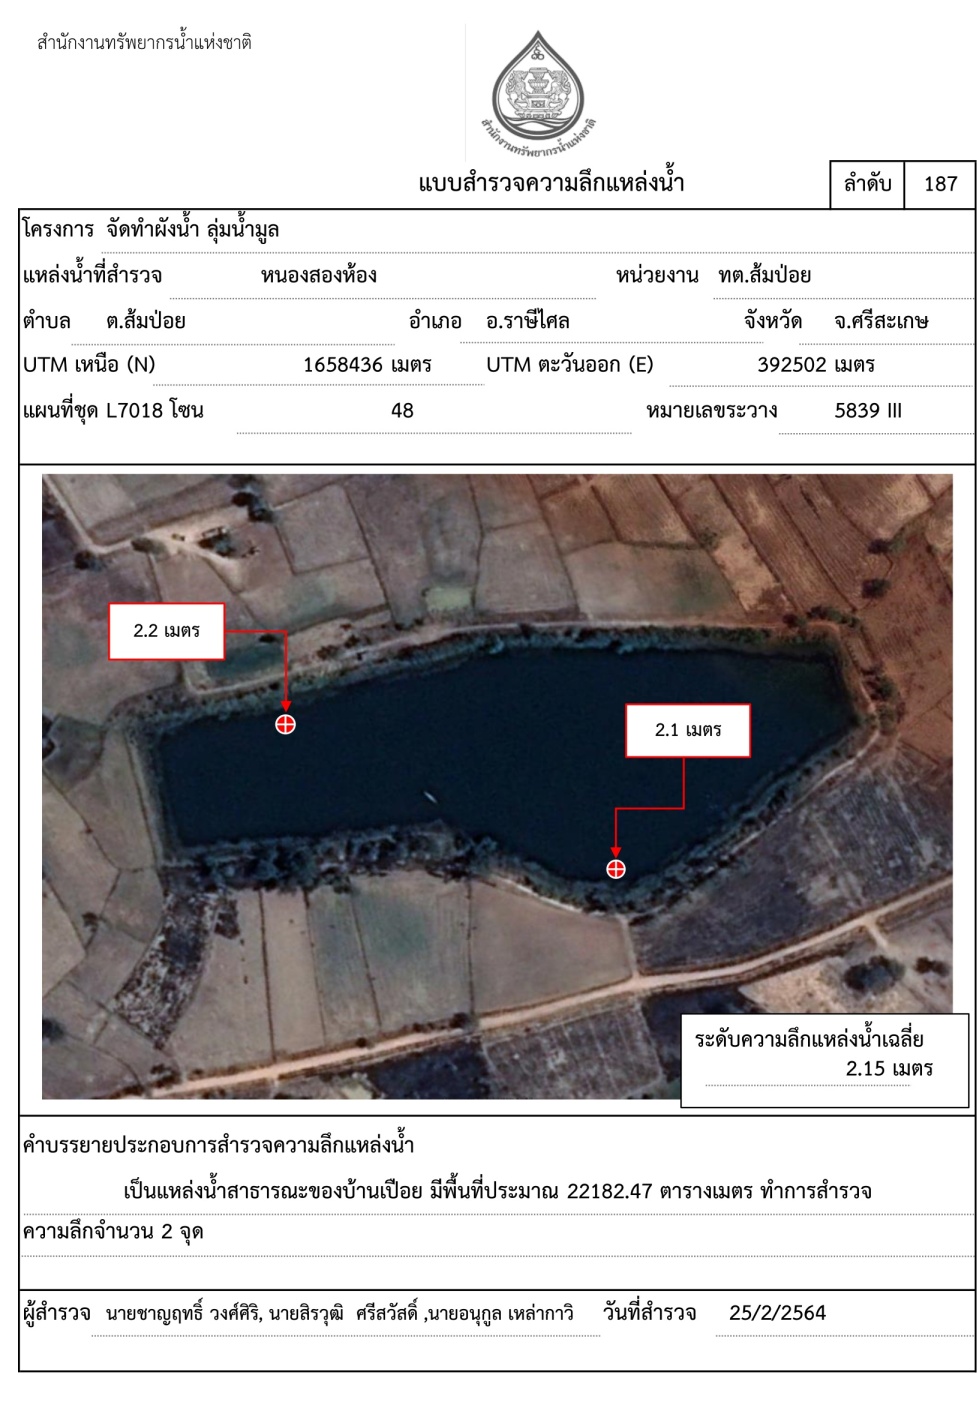 สำนักงานทรัพยากรน้ำแห่งชาติ
สำนักงานทรัพยากรน้ำแห่งชาติ
แบบสำรวจความลึกแหล่งน้ำ ลำดับ 187
โครงการ จัดทำผังน้ำ ลุ่มน้ำมูล
แหล่งน้ำที่สำรวจ หนองสองห้อง หน่วยงาน ทต.ส้มป่อย
ตำบล ต.ส้มป่อย อำเภอ อ.ราษีไศล จังหวัด จ.ศรีสะเกษ
UTM เหนือ (N) 1658436 เมตร UTM ตะวันออก (E) 392502 เมตร
แผนที่ชุด L7018 โซน 48 หมายเลขระวาง 5839 III
2.2 เมตร
2.1 เมตร
ระดับความลึกแหล่งน้ำเฉลี่ย
2.15 เมตร
คำบรรยายประกอบการสำรวจความลึกแหล่งน้ำ
เป็นแหล่งน้ำสาธารณะของบ้านเปือย มีพื้นที่ประมาณ 22182.47 ตารางเมตร ทำการสำรวจ
ความลึกจำนวน 2 จุด
ผู้สำรวจ นายชาญฤทธิ์ วงศ์ศิริ, นายสิรวุฒิ ศรีสวัสดิ์ ,นายอนุกูล เหล่ากาวิ วันที่สำรวจ 25/2/2564